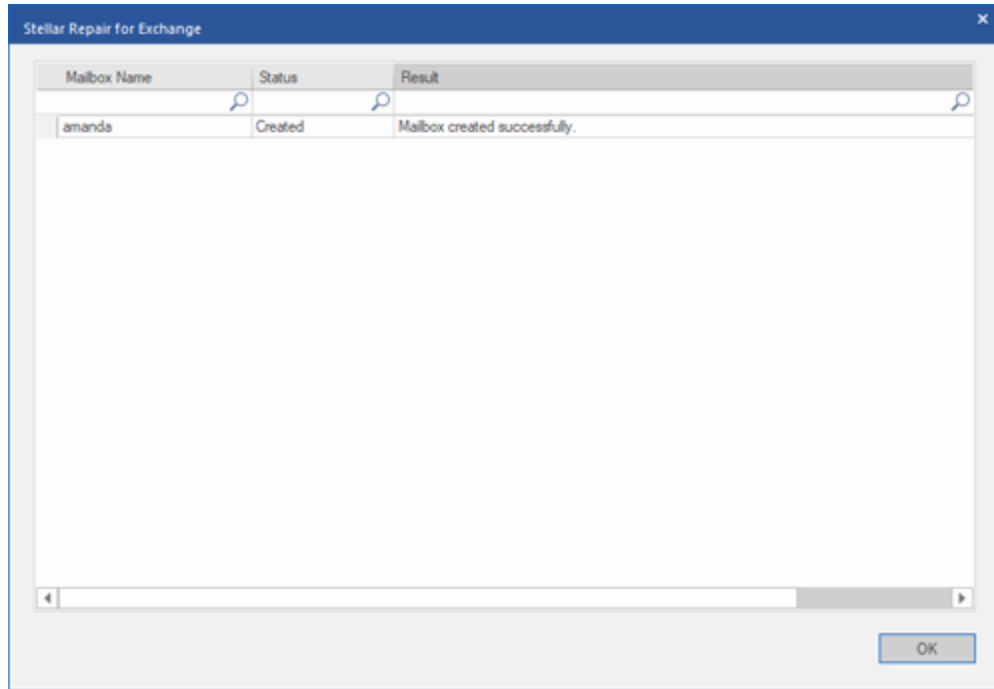 Stellar Repair for Exchange
Mailbox Name Status Result
amanda Created Mailbox created successfully.
OK